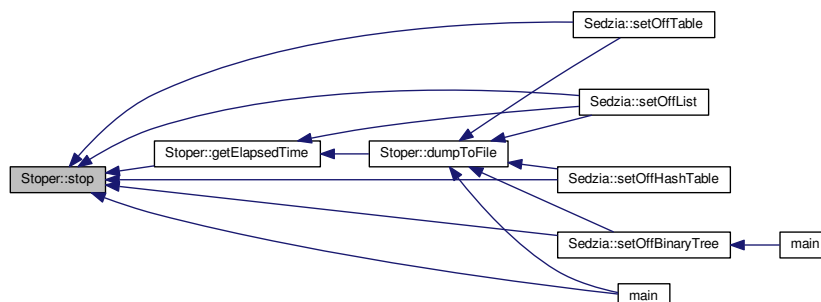 Sedzia::setOffTable
Sedzia::setOffList
Stoper::getElapsedTime
Stoper::dumpToFile
Stoper::stop
Sedzia::setOffHashTable
Sedzia::setOffBinaryTree
main
main